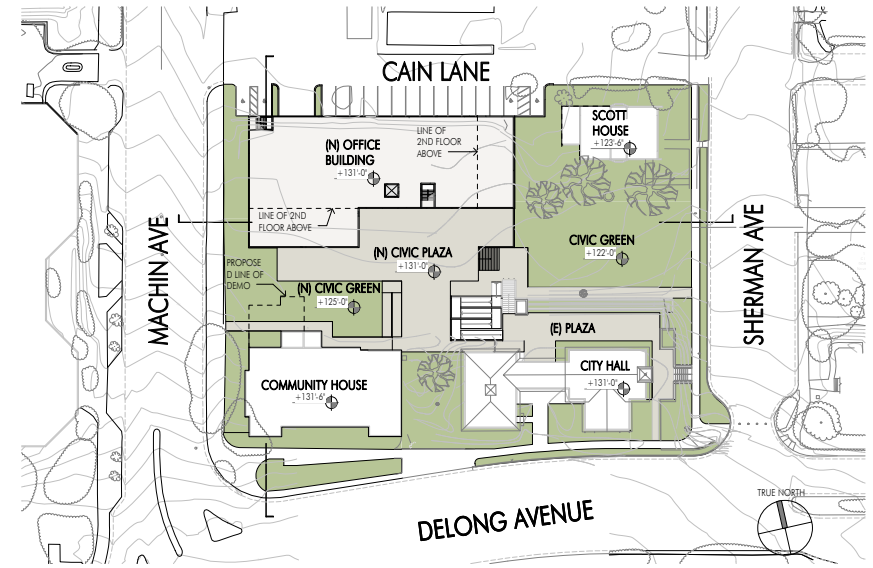 CAIN LANE
SCOTT
HOUSE
+123'-6"
LINE OF
2ND FLOOR
ABOVE
(N) OFFICE
BUILDING
+131'-0"
LINE OF 2ND
FLOOR ABOVE
MACHIN AVE
SHERMAN AVE
(N) CIVIC PLAZA
+131'-0"
CIVIC GREEN
+122'-0"
PROPOSE
D LINE OF
DEMO
(N) CIVIC GREEN
+125'-0"
(E) PLAZA
COMMUNITY HOUSE
+131'-6"
CITY HALL
+131'-0"
TRUE NORTH
DELONG AVENUE